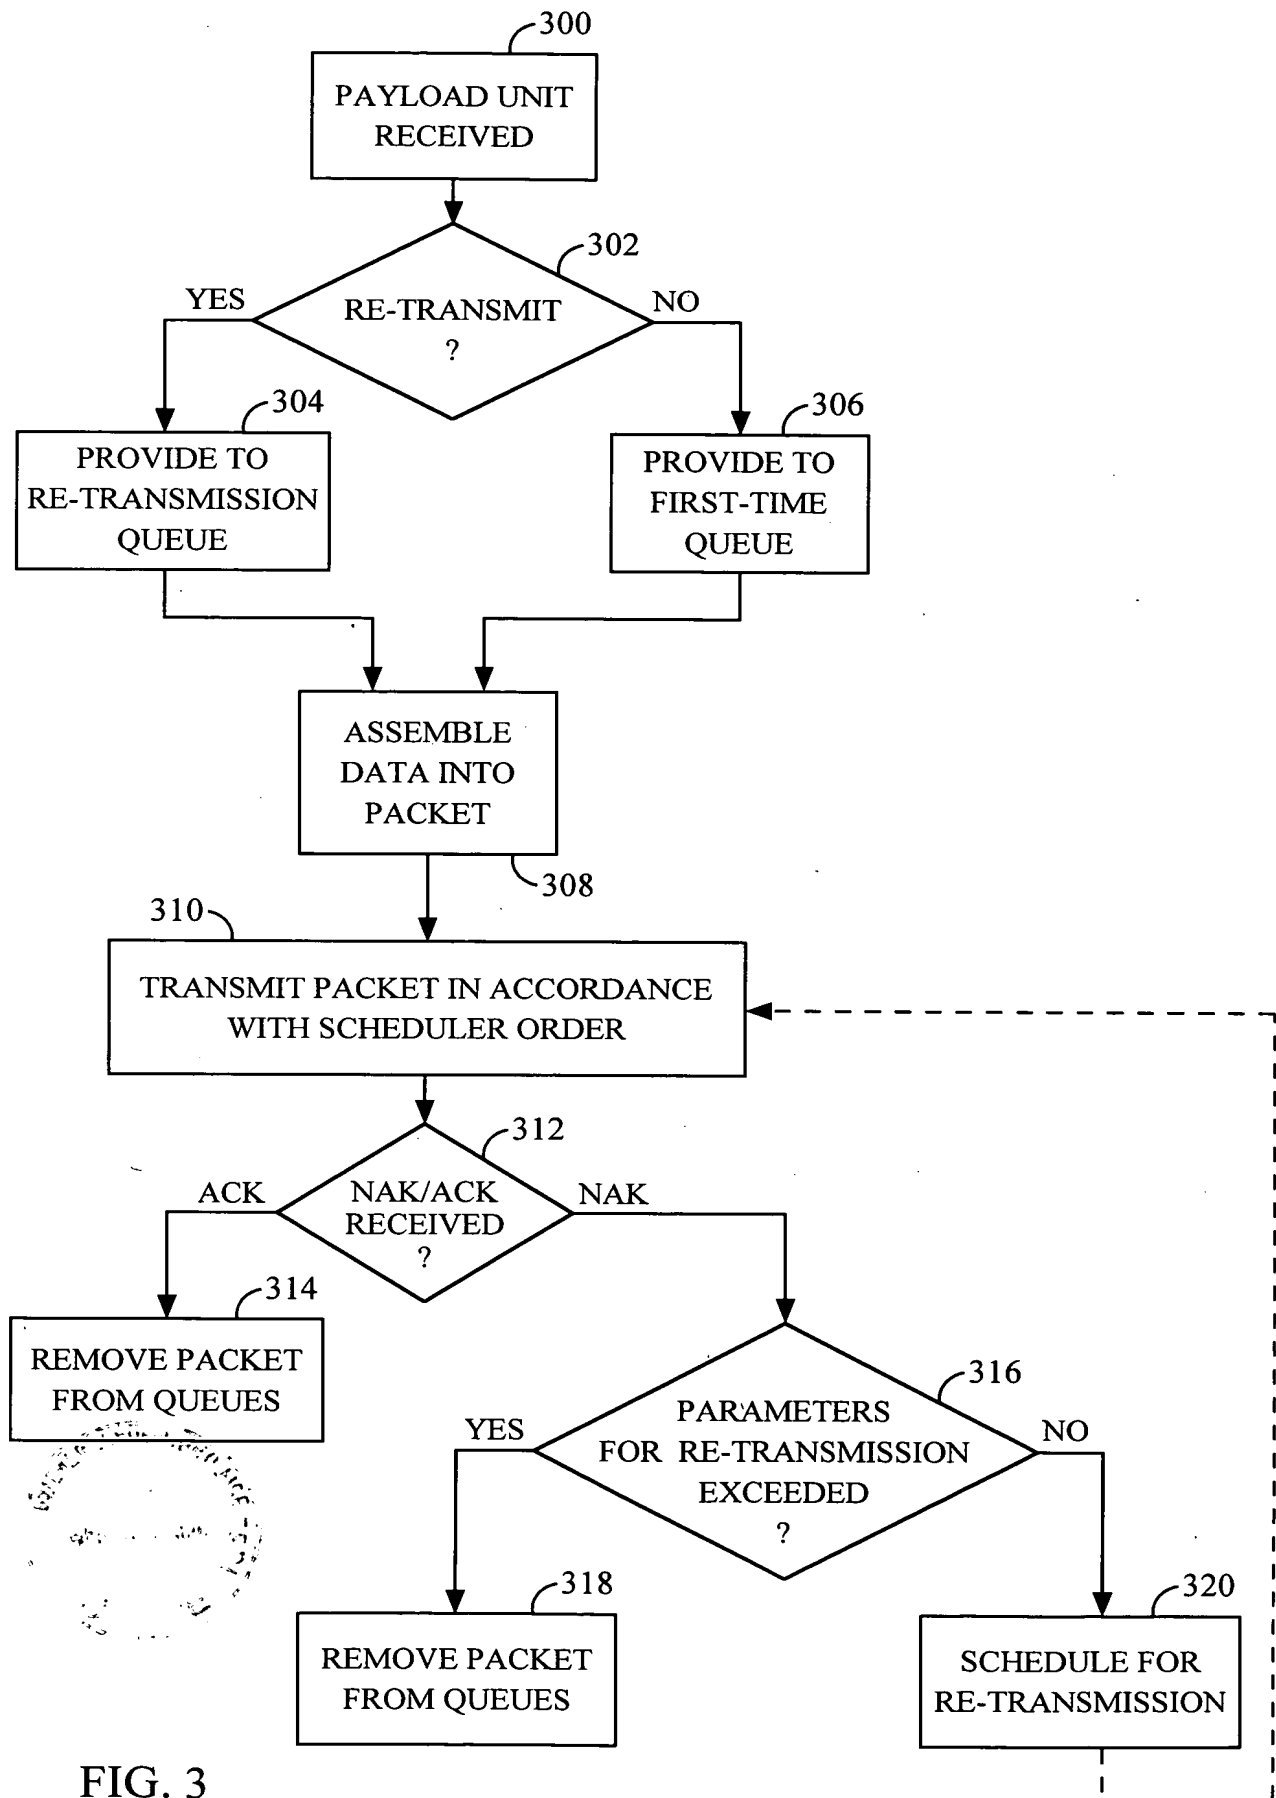 300
PAYLOAD UNIT
RECEIVED
302
YES
RE-TRANSMIT
?
NO
304
PROVIDE TO
RE-TRANSMISSION
QUEUE
306
PROVIDE TO
FIRST-TIME
QUEUE
ASSEMBLE
DATA INTO
PACKET
308
310
TRANSMIT PACKET IN ACCORDANCE
WITH SCHEDULER ORDER
312
ACK
NAK/ACK
RECEIVED
?
NAK
314
REMOVE PACKET
FROM QUEUES
316
YES
PARAMETERS
FOR RE-TRANSMISSION
EXCEEDED
?
NO
318
REMOVE PACKET
FROM QUEUES
320
SCHEDULE FOR
RE-TRANSMISSION
FIG. 3